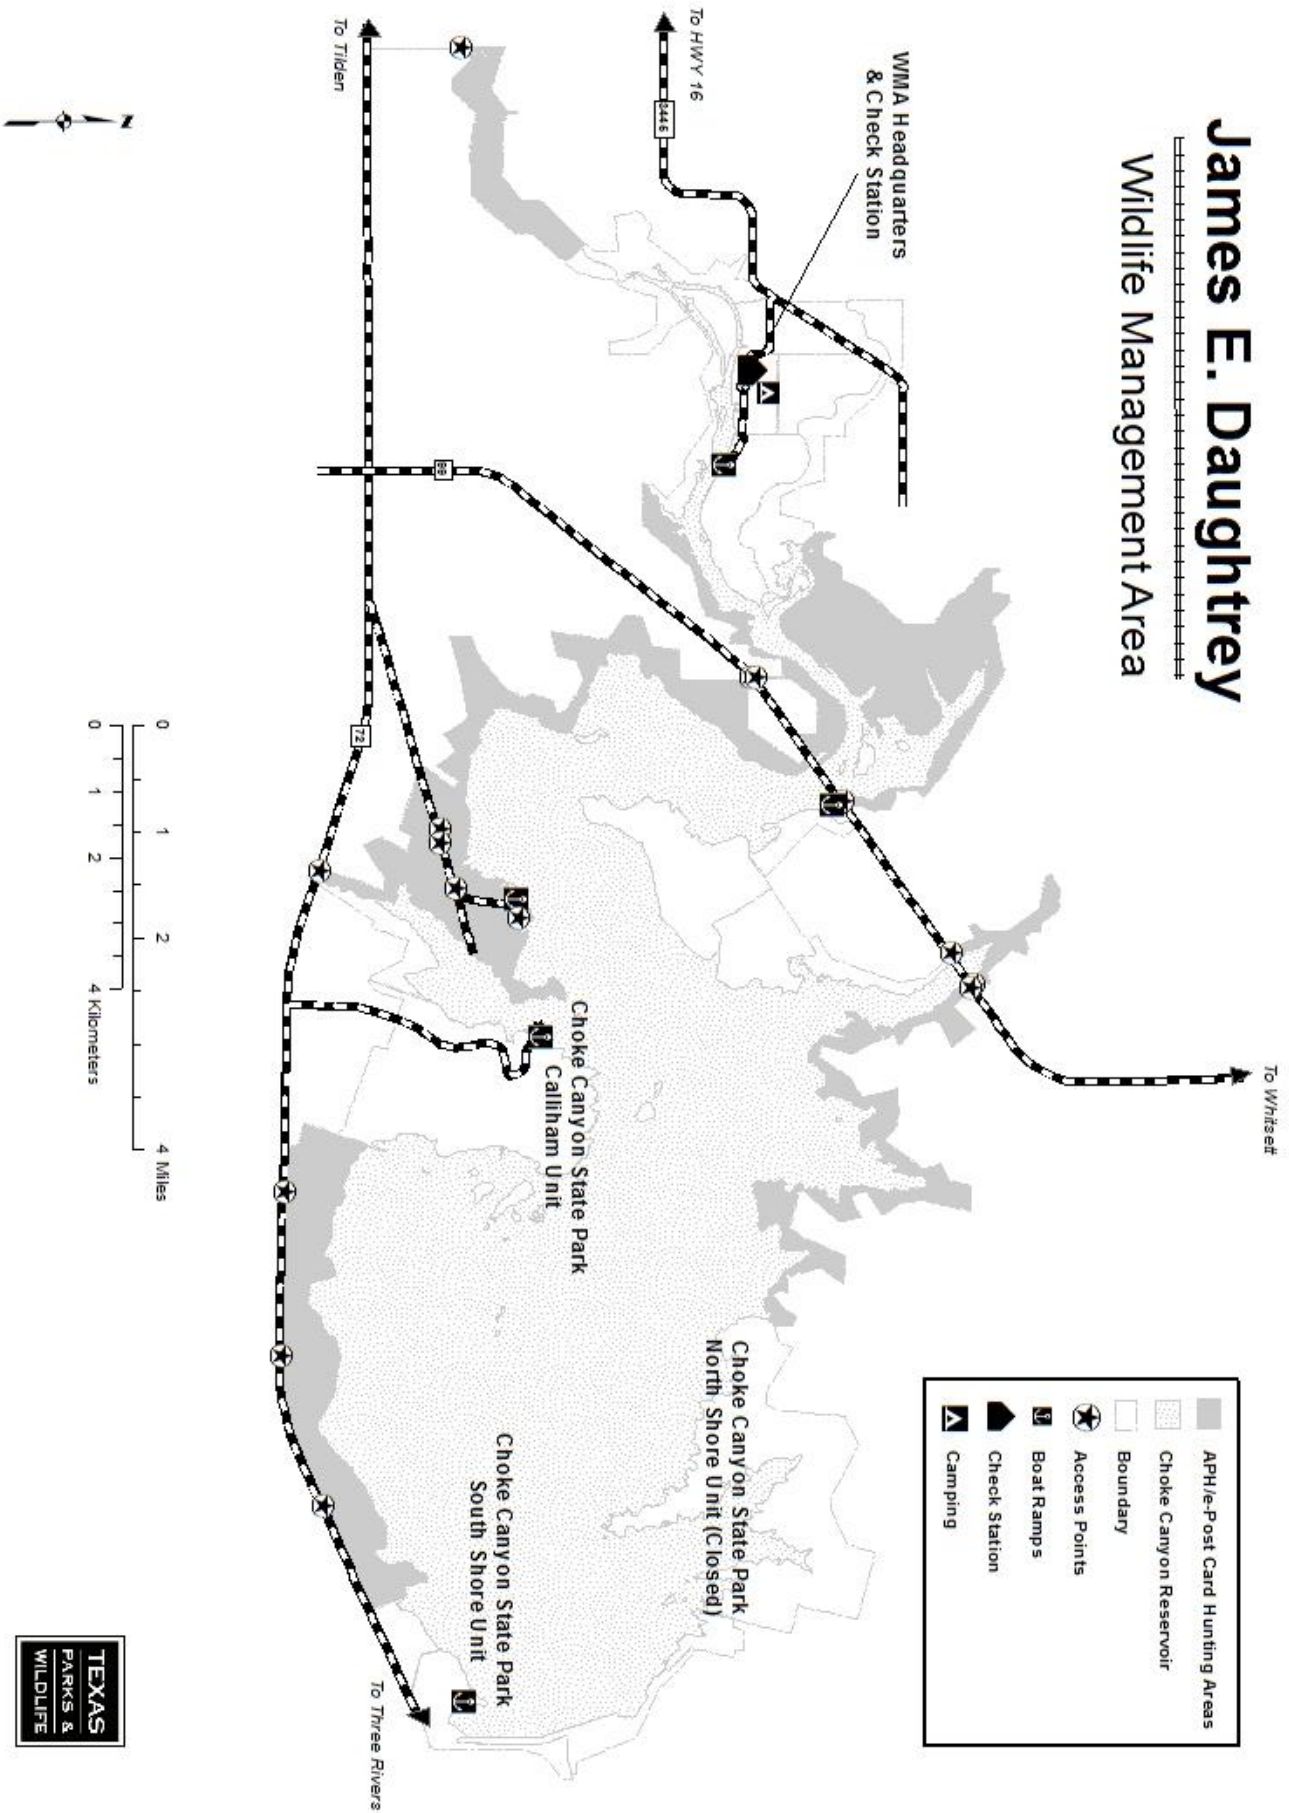 James E. Daughtrey
Wildlife Management Area
To Whitsett
WMA Headquarters
& Check Station
To HWY 16
3445
99
To Tilden
72
Choke Canyon State Park
Calliham Unit
Choke Canyon State Park
North Shore Unit (Closed)
Choke Canyon State Park
South Shore Unit
To Three Rivers
APH/e-Post Card Hunting Areas
Choke Canyon Reservoir
Boundary
Access Points
Boat Ramps
Check Station
Camping
N
0 1 2 4 Miles
0 1 2 4 Kilometers
TEXAS
PARKS &
WILDLIFE